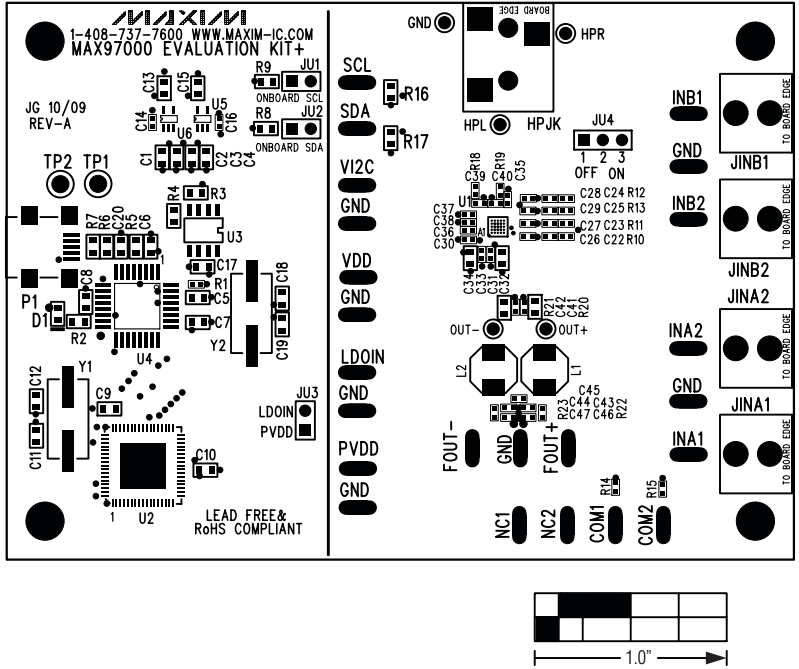 MAXIM
1-408-737-7600 WWW.MAXIM-IC.COM
MAX97000 EVALUATION KIT+
JG 10/09
REV-A
C13
C15
R9
JU1
ONBOARD SCL
C14
U5
C16
R8
JU2
ONBOARD SDA
U6
C1
C2
C3
C4
TP2
TP1
R4
R3
U3
R7
R6
C20
R5
C6
1
P1
C8
D1
R2
U4
C17
R1
C5
C7
Y2
C18
C19
Y1
C12
C9
C11
C10
JU3
LDOIN
PVDD
1
U2
LEAD FREE&
RoHS COMPLIANT
SCL
SDA
VI2C
GND
VDD
GND
LDOIN
GND
PVDD
GND
R16
R17
GND
BOARD EDGE
HPR
HPL
HPJK
JU4
1 2 3
OFF ON
R18
C39
R19
C40
C35
U1
C37
C38
C36
C30
A1
C28 C24 R12
C29 C25 R13
C27 C23 R11
C26 C22 R10
C34
C33
C31
C32
R21
C42
C41
R20
OUT-
OUT+
L2
L1
C45
R23
C44 C43
C47 C46
R22
FOUT-
GND
FOUT+
R14
R15
NC1
NC2
COM1
COM2
INB1
GND
INB2
INA2
GND
INA1
TO BOARD EDGE
JINB1
TO BOARD EDGE
JINB2
JINA2
TO BOARD EDGE
JINA1
TO BOARD EDGE
1.0"